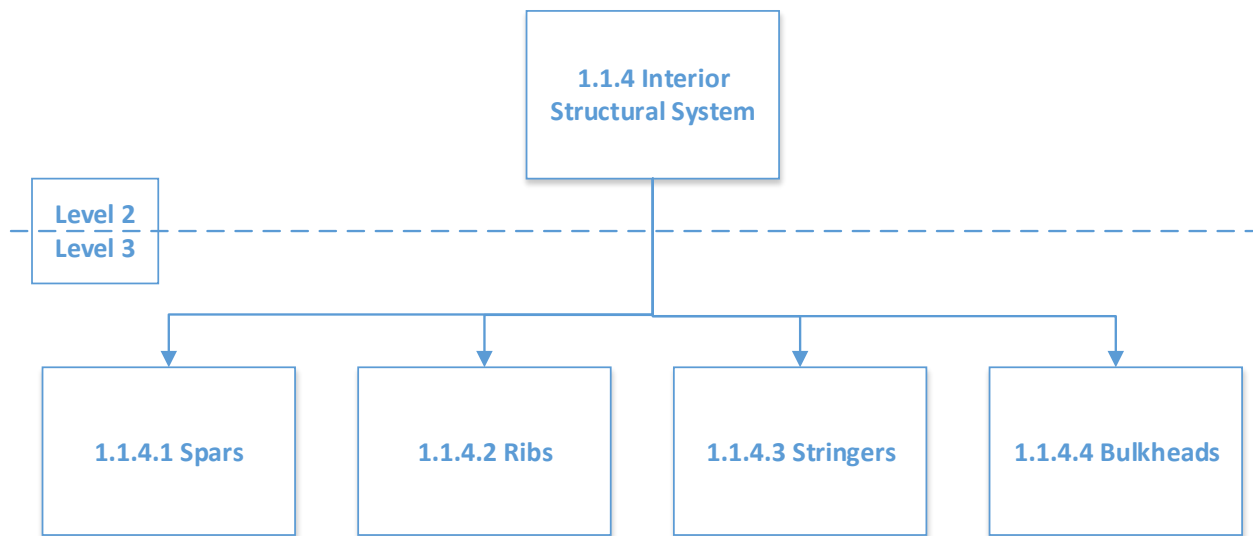 1.1.4 Interior
Structural System
Level 2
Level 3
1.1.4.1 Spars
1.1.4.2 Ribs
1.1.4.3 Stringers
1.1.4.4 Bulkheads